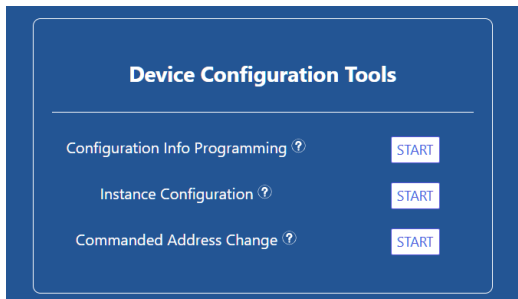 Device Configuration Tools
Configuration Info Programming ? START
Instance Configuration ? START
Commanded Address Change ? START